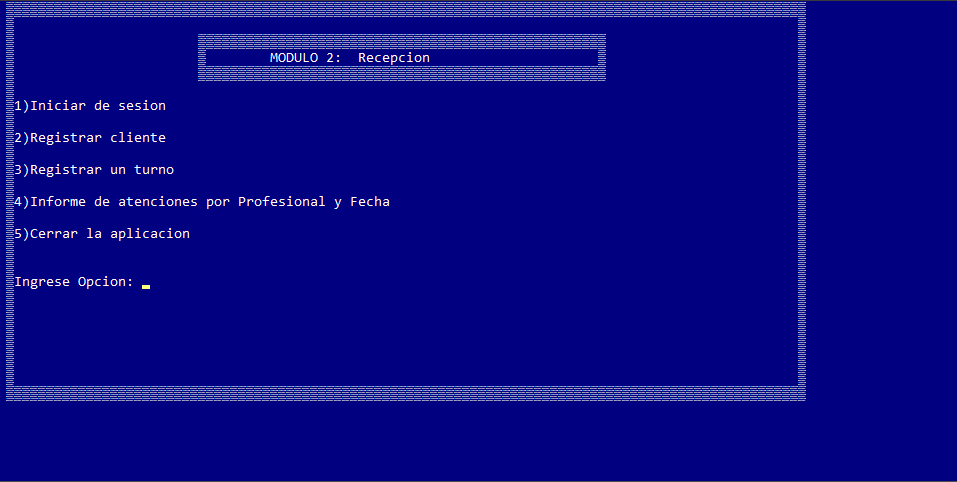 MODULO 2: Recepcion
1)Iniciar de sesion
2)Registrar cliente
3)Registrar un turno
4)Informe de atenciones por Profesional y Fecha
5)Cerrar la aplicacion
Ingrese Opcion: